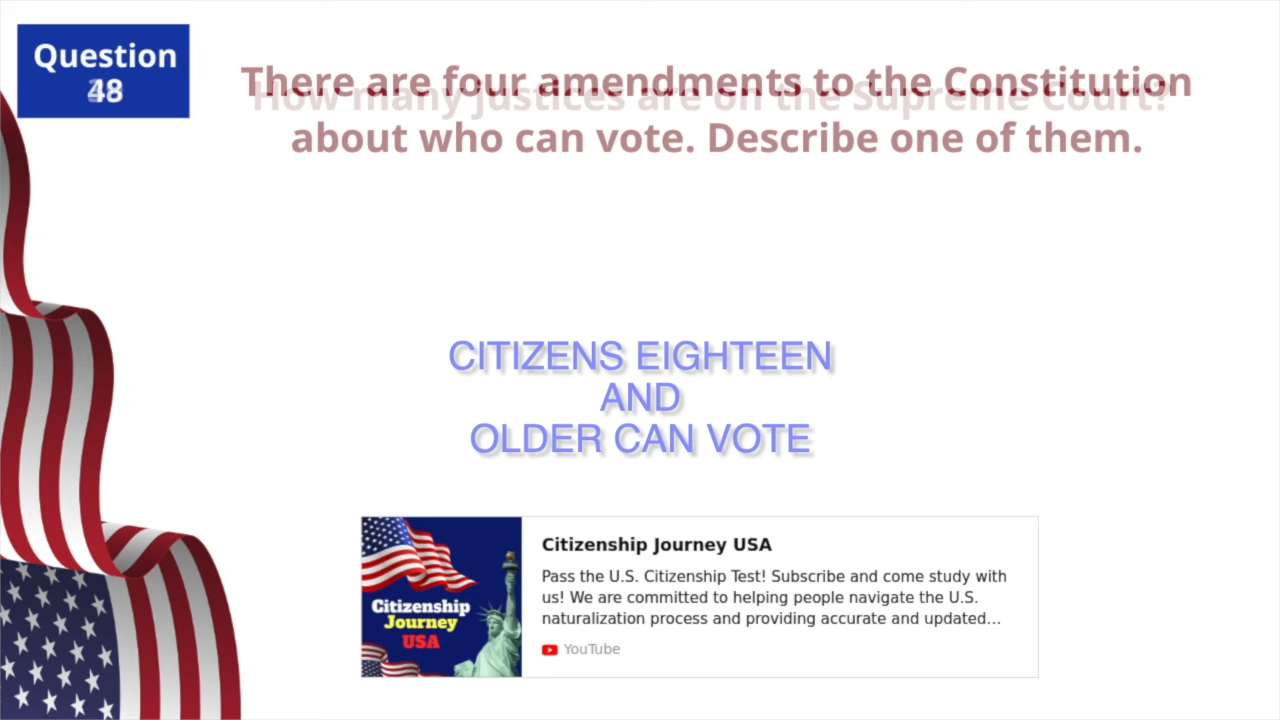 Question
48
There are four amendments to the Constitution
How many justices are on the Supreme Court?
about who can vote. Describe one of them.
CITIZENS EIGHTEEN
AND
OLDER CAN VOTE
Citizenship
Journey
USA
Citizenship Journey USA
Pass the U.S. Citizenship Test! Subscribe and come study with
us! We are committed to helping people navigate the U.S.
naturalization process and providing accurate and updated...
YouTube